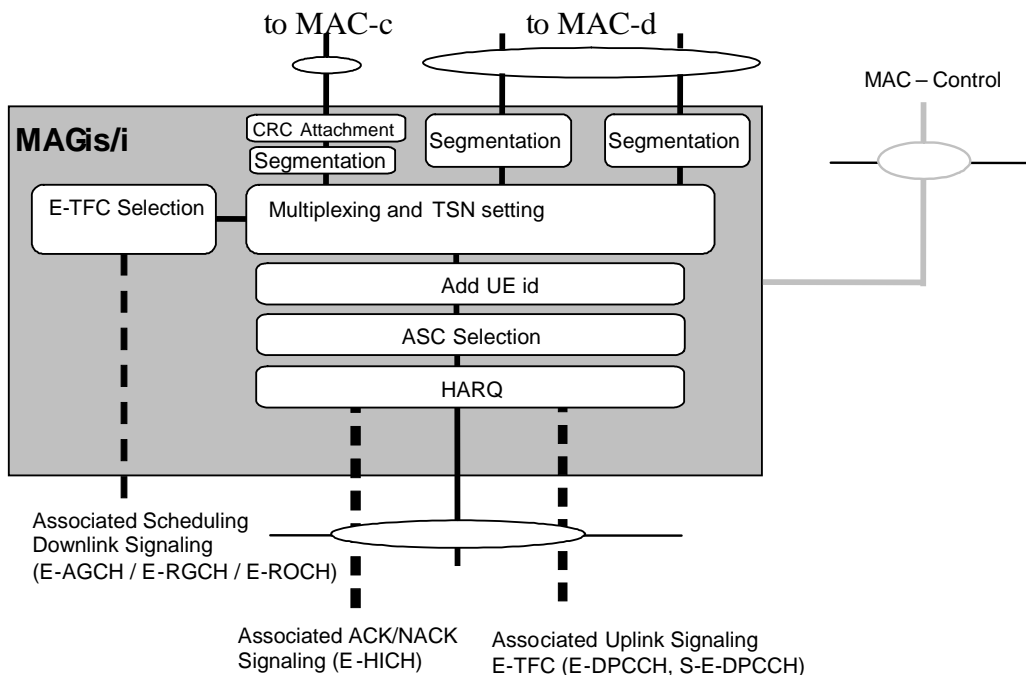 to MAC-c
to MAC-d
MAC – Control
MAGis/i
CRC Attachment
Segmentation
Segmentation
Segmentation
E-TFC Selection
Multiplexing and TSN setting
Add UE id
ASC Selection
HARQ
Associated Scheduling
Downlink Signaling
(E-AGCH / E-RGCH / E-ROCH)
Associated ACK/NACK
Signaling (E-HICH)
Associated Uplink Signaling
E-TFC (E-DPCCH, S-E-DPCCH)